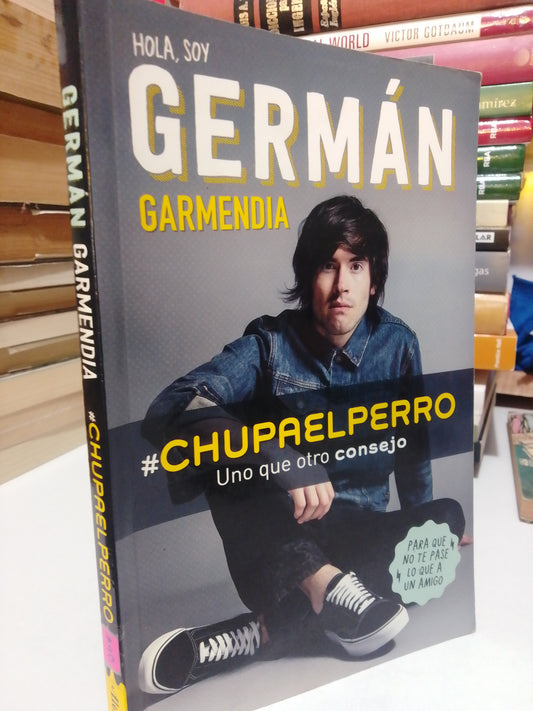 HOLA, SOY
GERMÁN
GARMENDIA
#CHUPAELPERRO
Uno que otro consejo
PARA QUE
NO TE PASE
LO QUE A
UN AMIGO
GERMÁN GARMENDIA #CHUPAELPERRO
WORLD VICTOR GOTBAUM
Ramírez